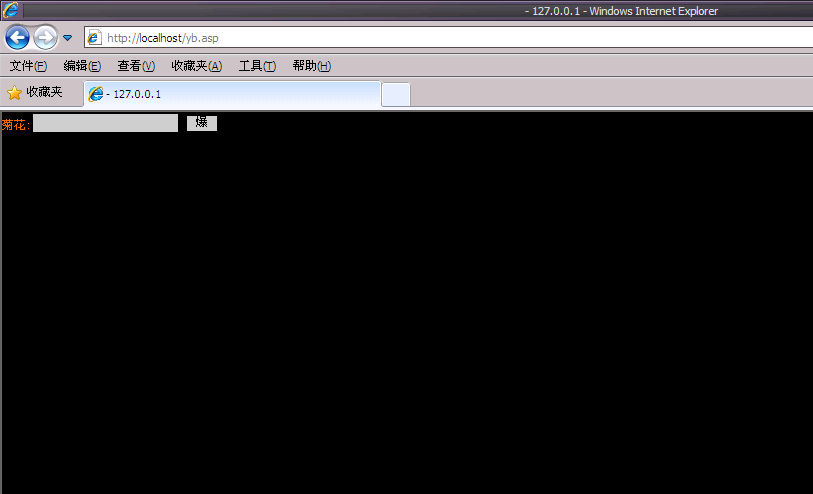 - 127.0.0.1 - Windows Internet Explorer
http://localhost/yb.asp
文件(F) 编辑(E) 查看(V) 收藏夹(A) 工具(T) 帮助(H)
收藏夹 - 127.0.0.1
菊花: 爆